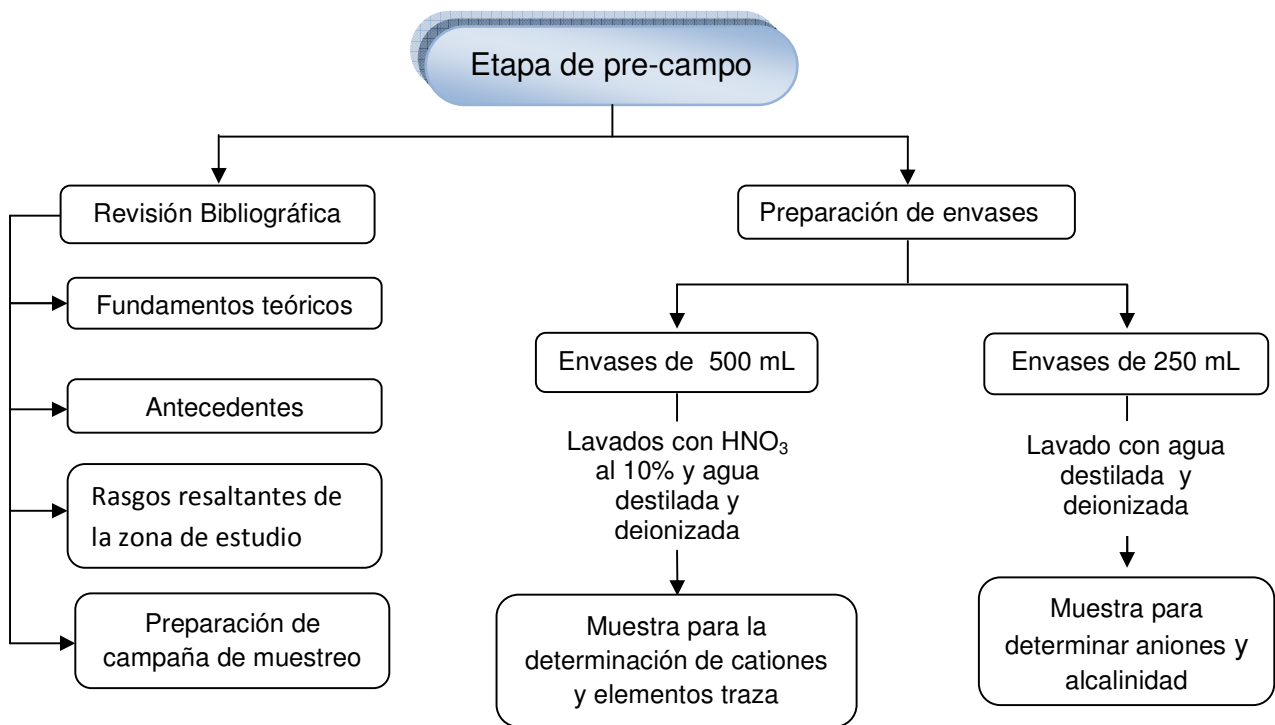 Etapa de pre-campo
Revisión Bibliográfica
Fundamentos teóricos
Antecedentes
Rasgos resaltantes de
la zona de estudio
Preparación de
campaña de muestreo
Preparación de envases
Envases de 500 mL
Lavados con HNO₃
al 10% y agua
destilada y
deionizada
Muestra para la
determinación de cationes
y elementos traza
Envases de 250 mL
Lavado con agua
destilada y
deionizada
Muestra para
determinar aniones y
alcalinidad